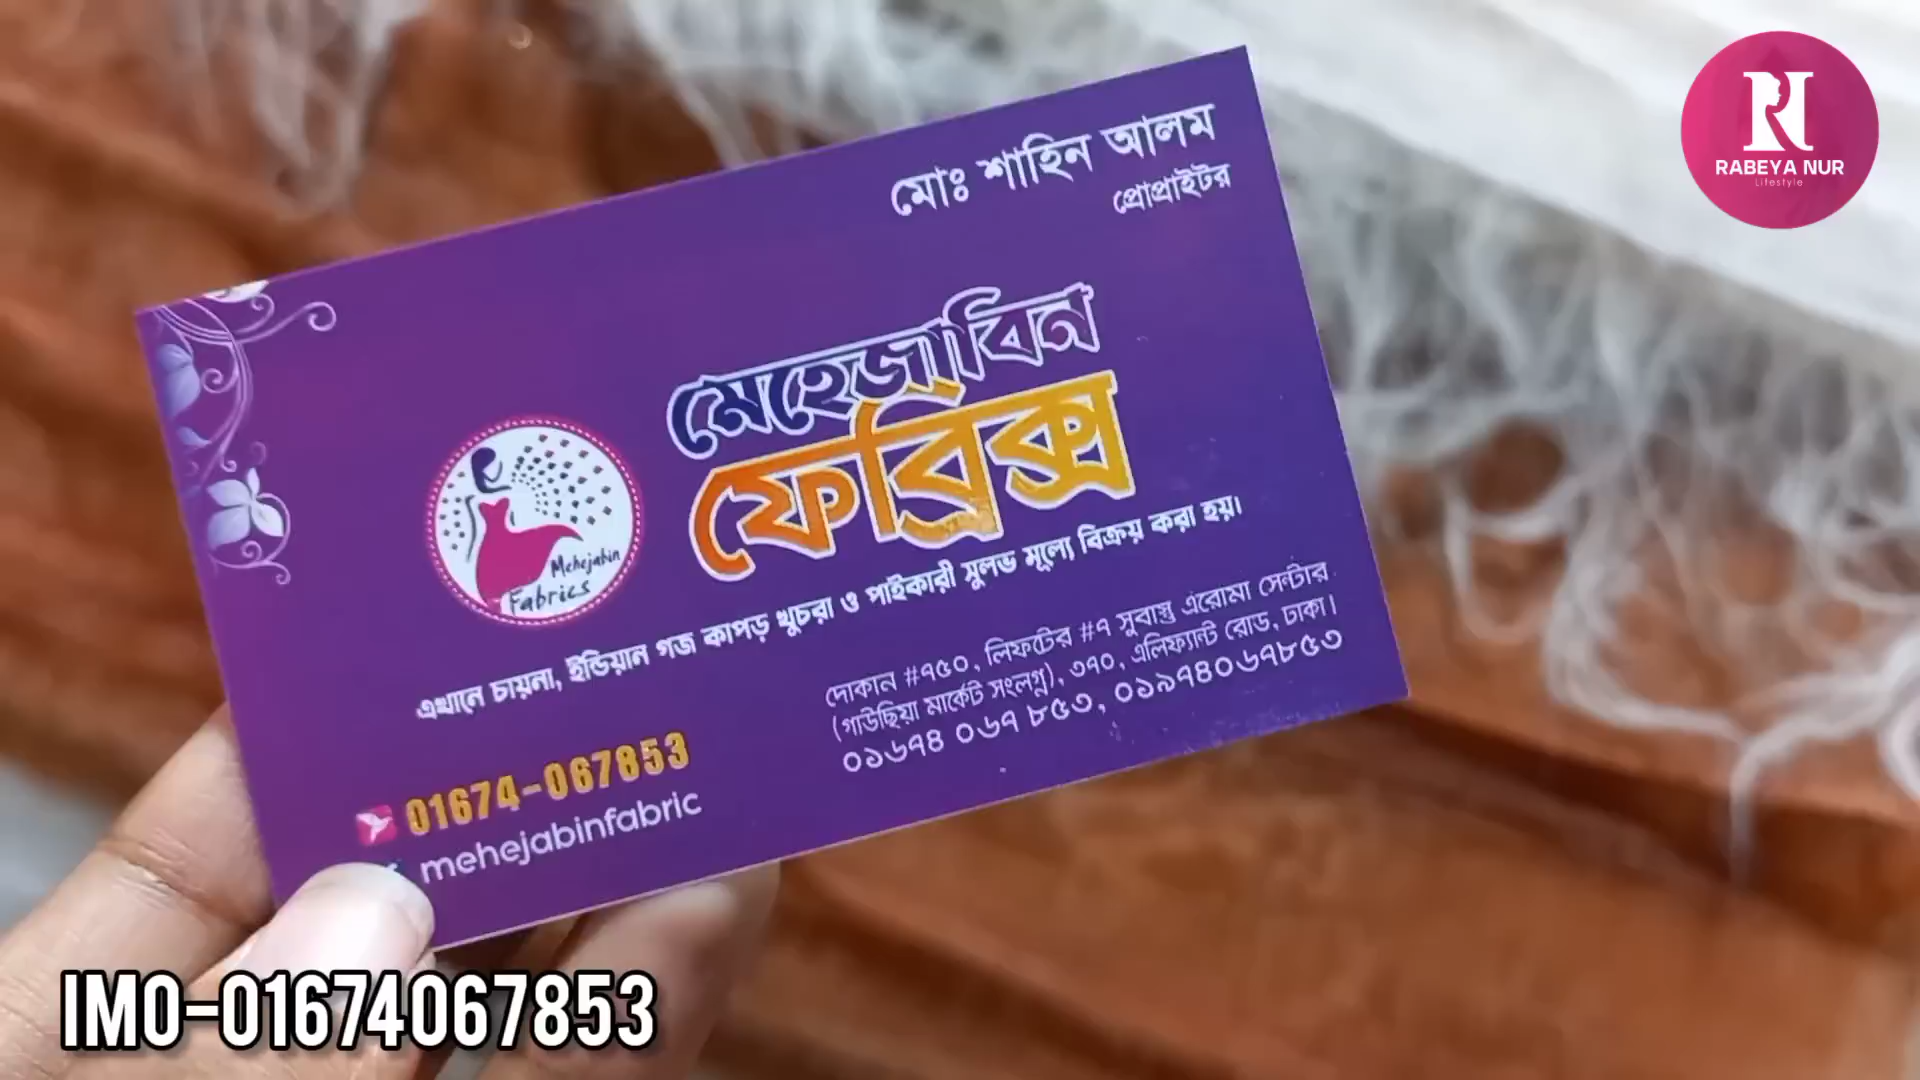 RABEYA NUR
Lifestyle
মোঃ শাহিন আলম
প্রোপ্রাইটর
মেহেজাবিন
ফেব্রিক্স
Mehejabin
Fabrics
এখানে চায়না, ইন্ডিয়ান গজ কাপড় খুচরা ও পাইকারী সুলভ মূল্যে বিক্রয় করা হয়।
দোকান #৭৫০, লিফটের #৭ সুবাস্তু এরোমা সেন্টার
(গাউছিয়া মার্কেট সংলগ্ন), ৩৭০, এলিফ্যান্ট রোড, ঢাকা।
০১৬৭৪ ০৬৭ ৮৫৩, ০১৯৭৪০৬৭৮৫৩
01674-067853
mehejabinfabric
IMO-01674067853